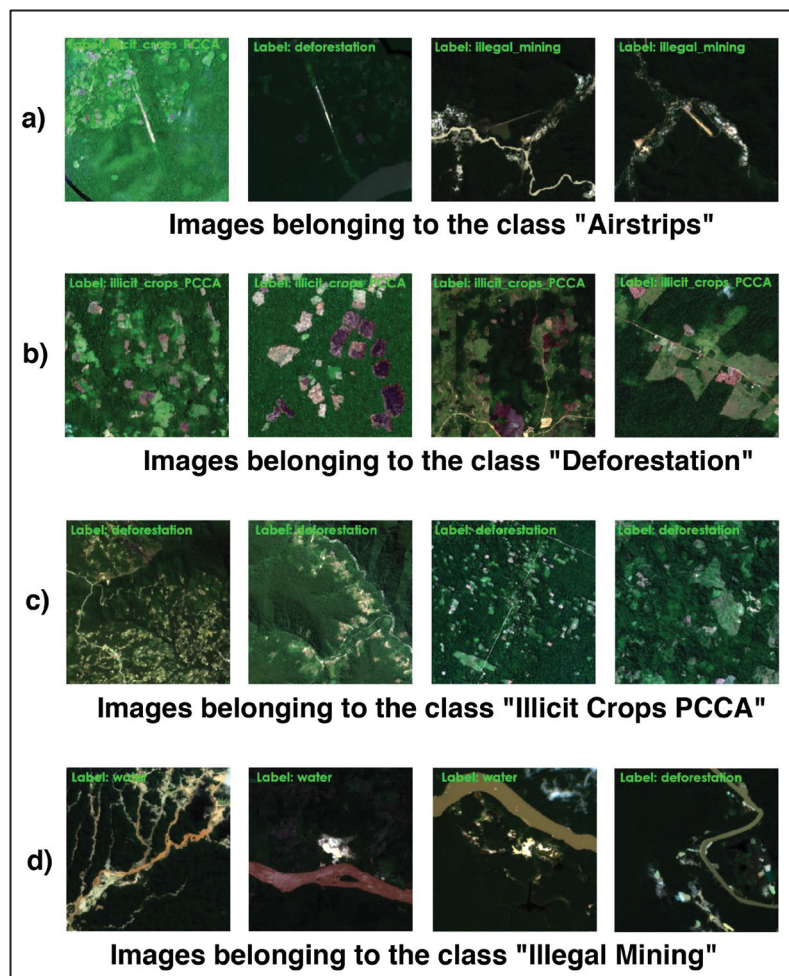 Label: illicit_crops_PCCA Label: deforestation Label: illegal_mining Label: illegal_mining
a)
Images belonging to the class "Airstrips"
Label: illicit_crops_PCCA Label: illicit_crops_PCCA Label: illicit_crops_PCCA Label: illicit_crops_PCCA
b)
Images belonging to the class "Deforestation"
Label: deforestation Label: deforestation Label: deforestation Label: deforestation
c)
Images belonging to the class "Illicit Crops PCCA"
Label: water Label: water Label: water Label: deforestation
d)
Images belonging to the class "Illegal Mining"